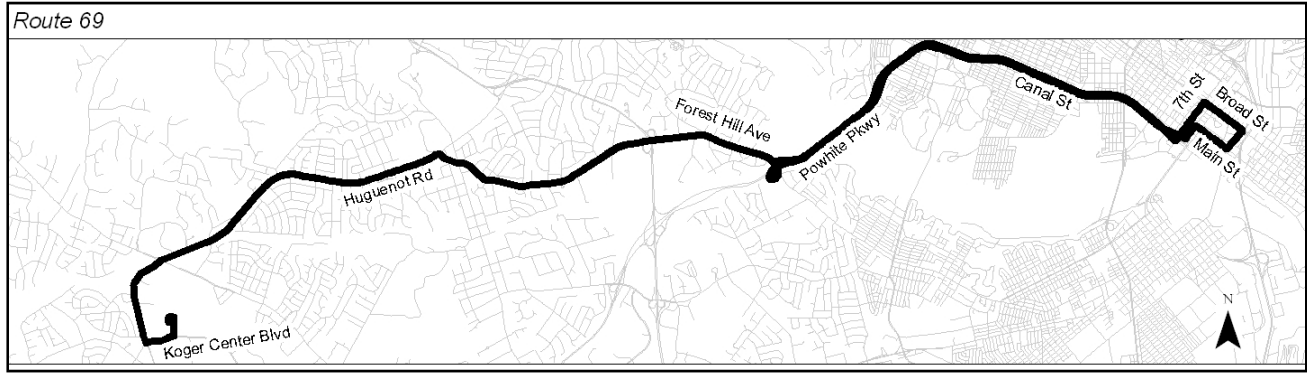 Route 69
Canal St
7th St
Broad St
Main St
Forest Hill Ave
Powhite Pkwy
Huguenot Rd
Koger Center Blvd
N